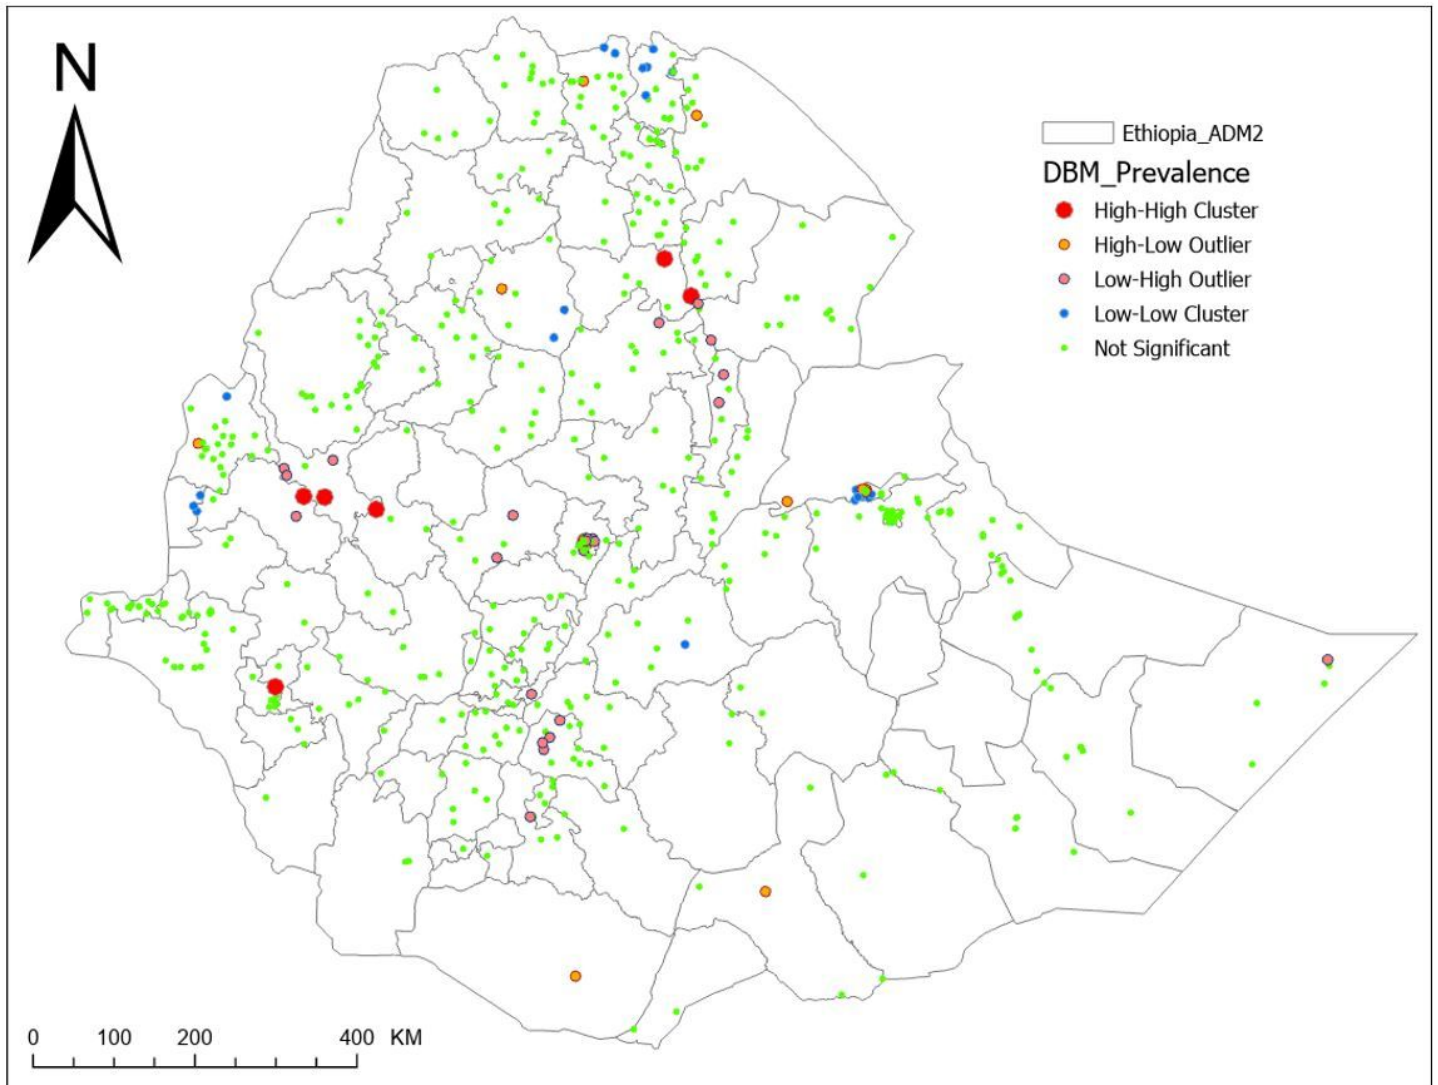 N
Ethiopia_ADM2
DBM_Prevalence
High-High Cluster
High-Low Outlier
Low-High Outlier
Low-Low Cluster
Not Significant
0 100 200 400 KM